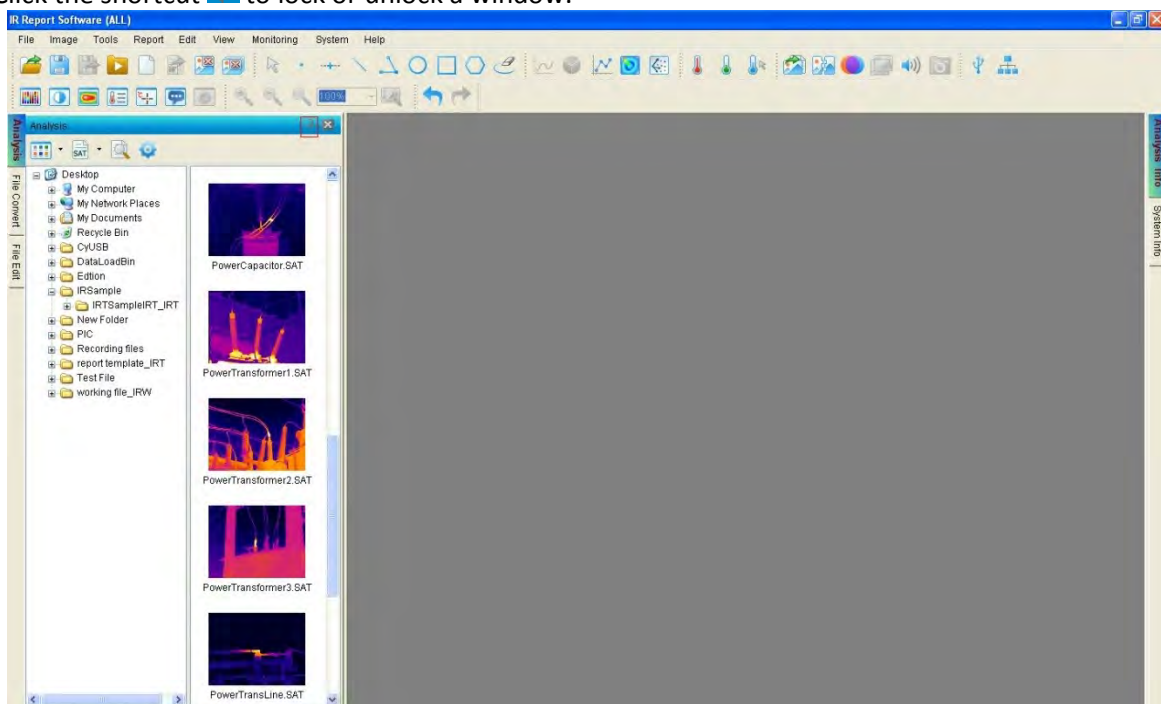 click the shortcut to lock or unlock a window.
IR Report Software (ALL)
File Image Tools Report Edit View Monitoring System Help
100%
Analysis
SAT
Analysis
File Convert
File Edit
Desktop
My Computer
My Network Places
My Documents
Recycle Bin
CyUSB
DataLoadBin
Edtion
IRSample
IRTSampleIRT_IRT
New Folder
PIC
Recording files
report template_IRT
Test File
working file_IRW
PowerCapacitor.SAT
PowerTransformer1.SAT
PowerTransformer2.SAT
PowerTransformer3.SAT
PowerTransLine.SAT
Analysis Info
System Info